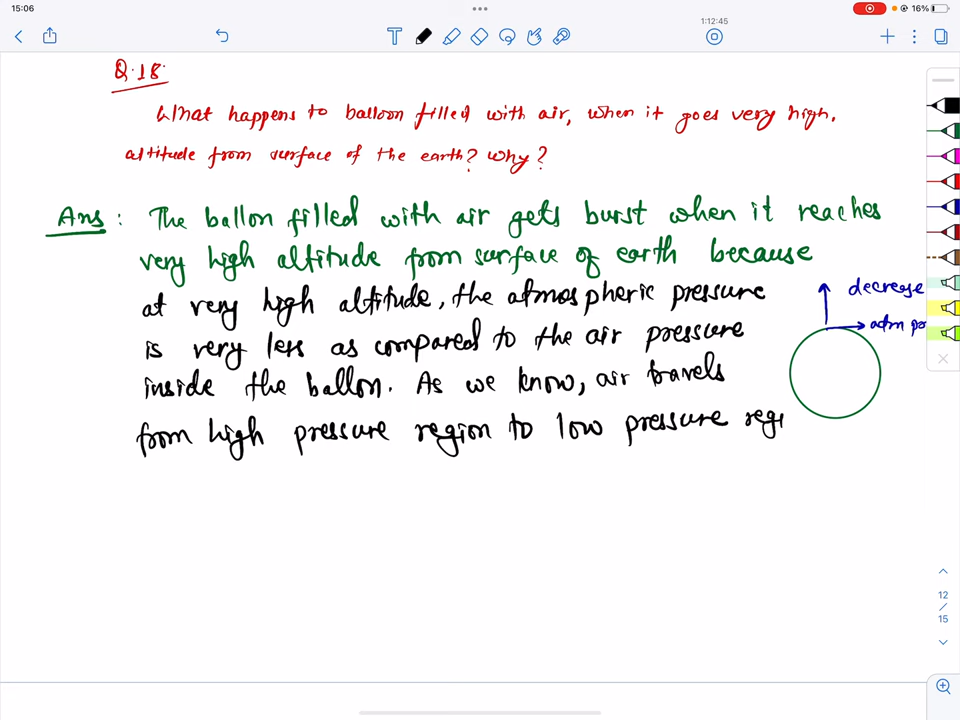 15:06
16%
1:12:45
Q.18.
What happens to balloon filled with air, when it goes very high.
altitude from surface of the earth? why?
Ans : The ballon filled with air gets burst when it reaches
very high altitude from surface of earth because
at very high altitude, the atmospheric pressure
is very less as compared to the air pressure
inside the ballon. As we know, air travels
from high pressure region to low pressure regi
decrease
atm
12
/
15